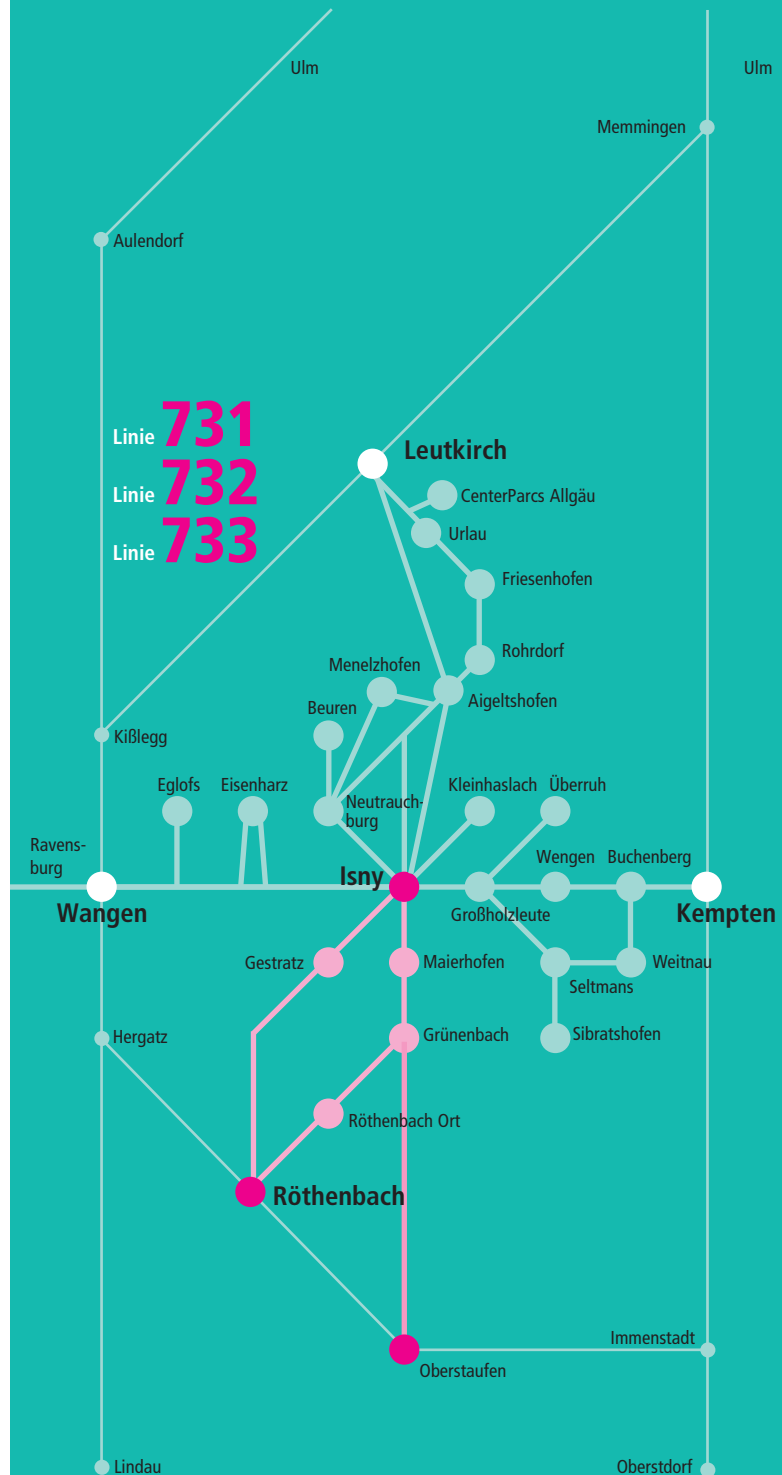 Ulm
Ulm
Memmingen
Aulendorf
Linie 731
Linie 732
Linie 733
Leutkirch
CenterParcs Allgäu
Urlau
Friesenhofen
Rohrdorf
Menelzhofen
Aigeltshofen
Beuren
Kißlegg
Eglofs
Eisenharz
Neutrauch-
burg
Kleinhaslach
Überruh
Ravens-
burg
Isny
Wengen
Buchenberg
Wangen
Großholzleute
Kempten
Gestratz
Maierhofen
Weitnau
Seltmans
Hergatz
Grünenbach
Sibratshofen
Röthenbach Ort
Röthenbach
Immenstadt
Oberstaufen
Lindau
Oberstdorf